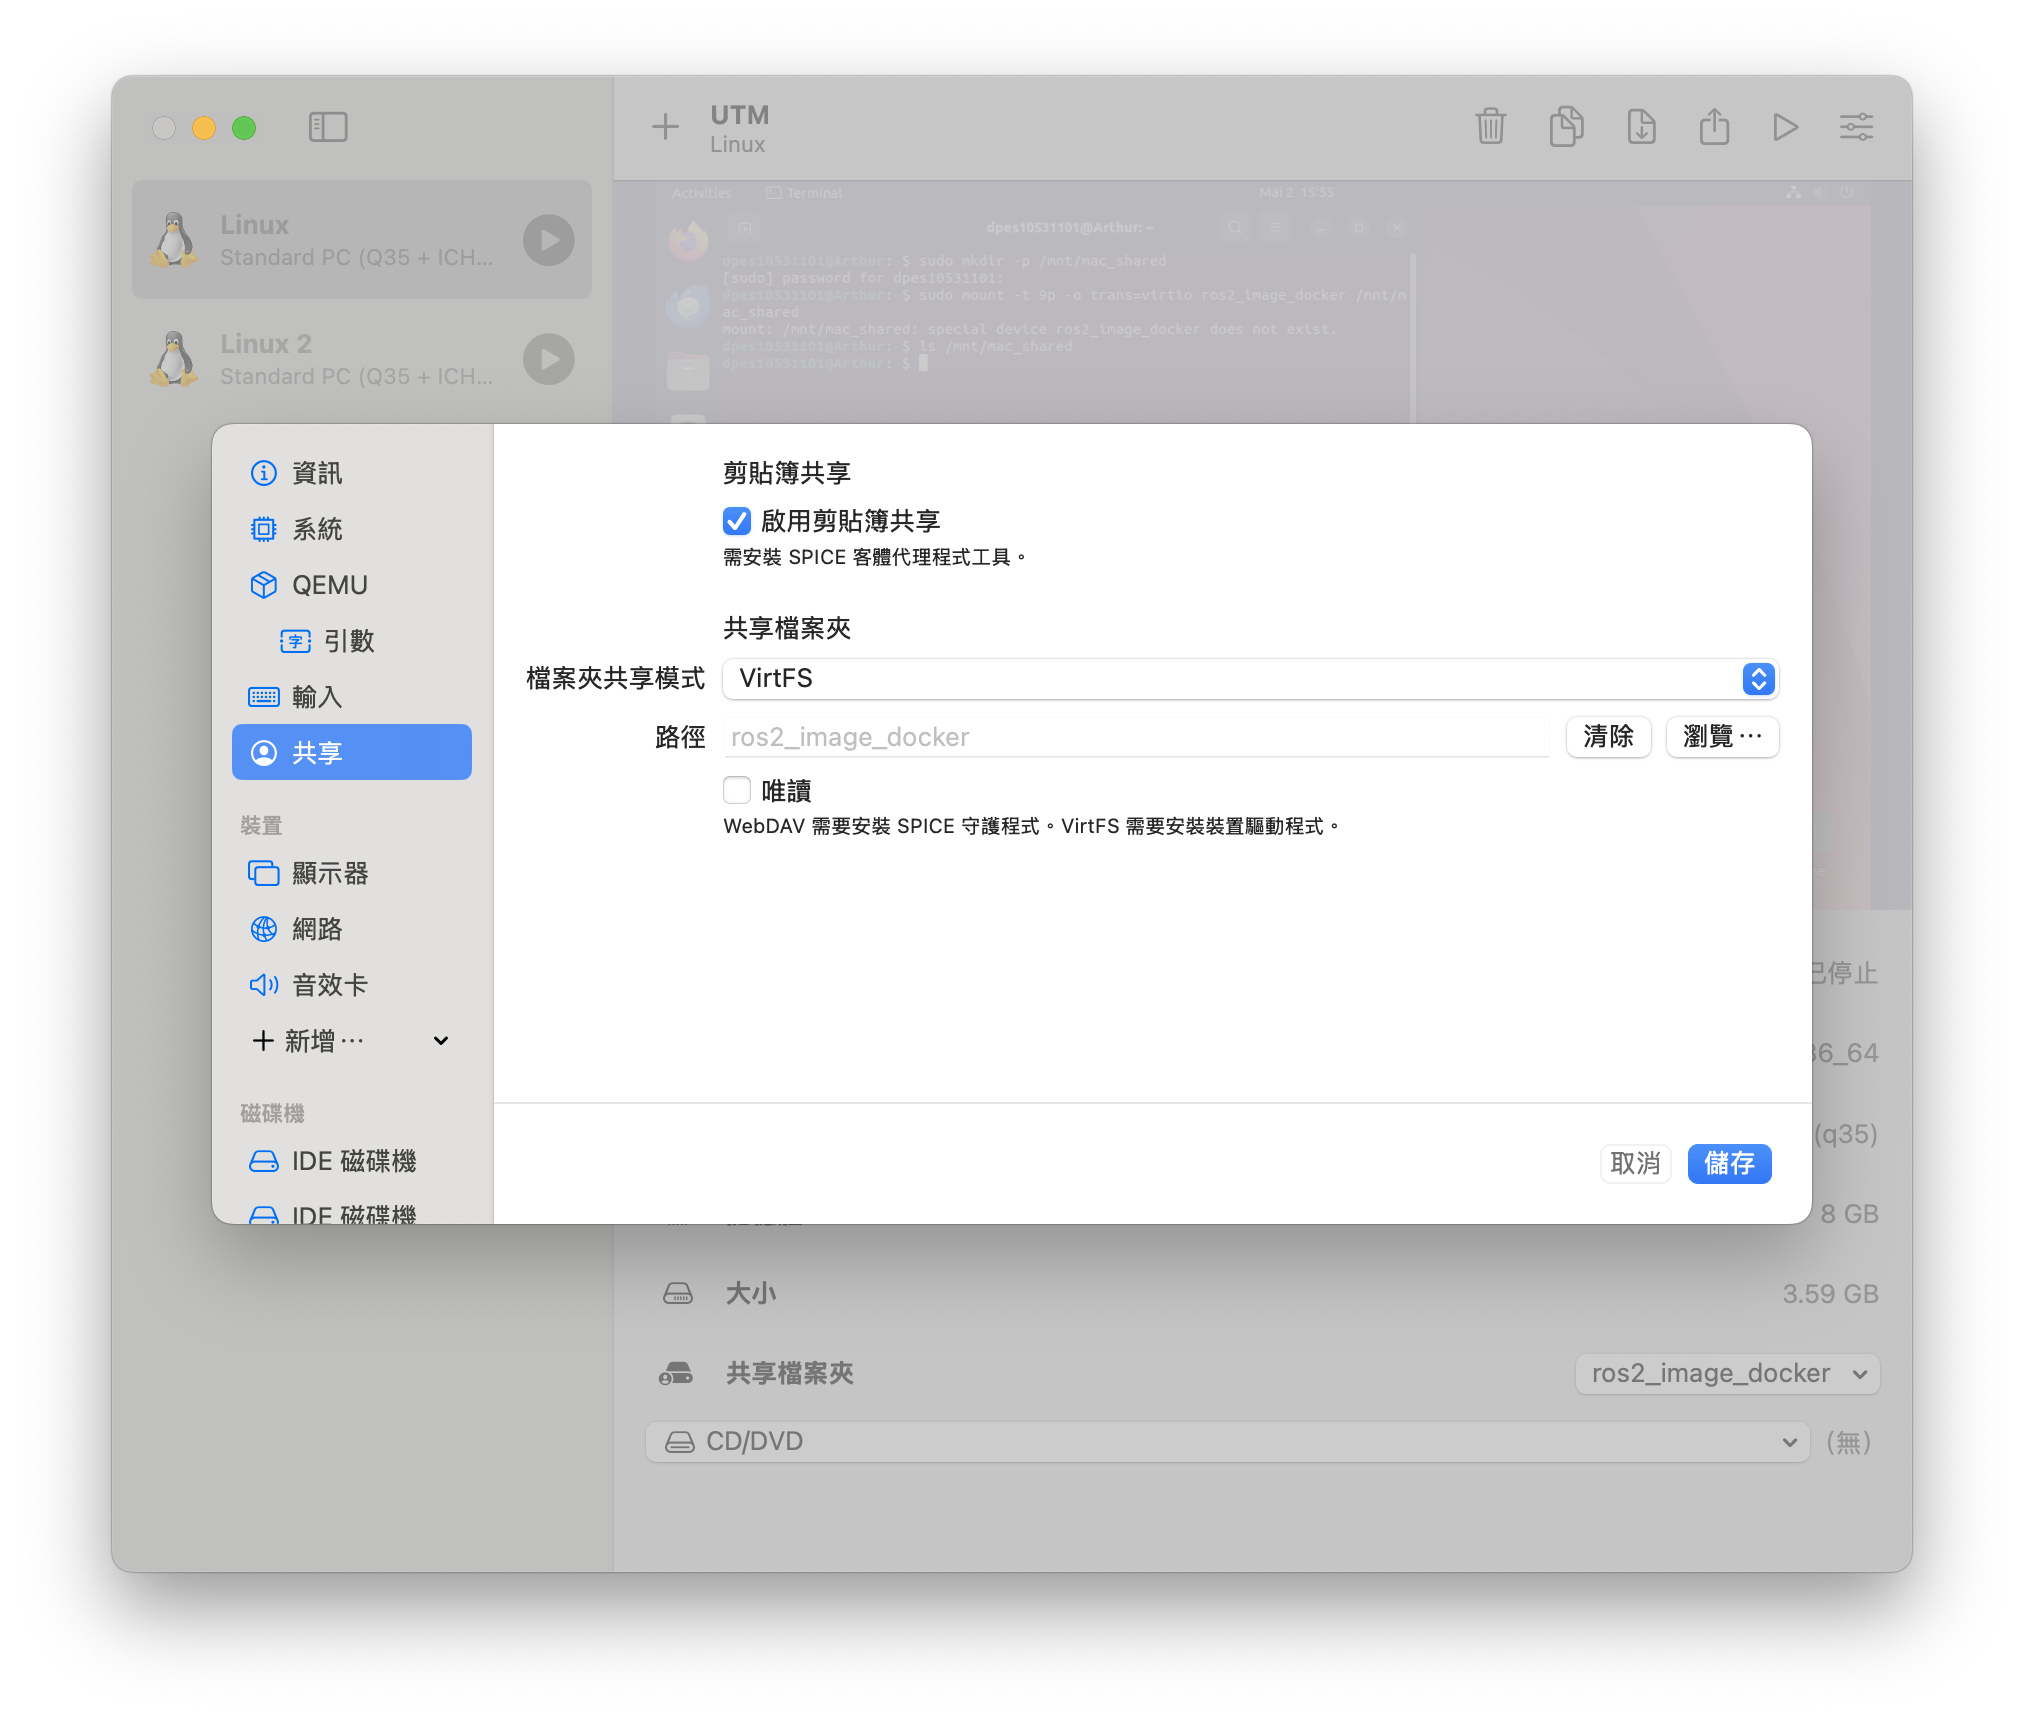 UTM
Linux
Linux
Standard PC (Q35 + ICH...
Linux 2
Standard PC (Q35 + ICH...
Activities
Terminal
Mai 2 15:55
dpes10531101@Arthur: ~
dpes10531101@Arthur: $ sudo mkdir -p /mnt/mac_shared
[sudo] password for dpes10531101:
dpes10531101@Arthur: $ sudo mount -t 9p -o trans=virtio ros2_image_docker /mnt/m
ac_shared
mount: /mnt/mac_shared: special device ros2_image_docker does not exist.
dpes10531101@Arthur: $ ls /mnt/mac_shared
dpes10531101@Arthur: $
資訊
系統
QEMU
字 引數
輸入
共享
裝置
顯示器
網路
音效卡
新增…
磁碟機
IDE 磁碟機
IDE 磁碟機
剪貼簿共享
啟用剪貼簿共享
需安裝 SPICE 客體代理程式工具。
共享檔案夾
檔案夾共享模式 VirtFS
路徑 ros2_image_docker 清除 瀏覽…
唯讀
WebDAV 需要安裝 SPICE 守護程式。VirtFS 需要安裝裝置驅動程式。
取消 儲存
停止
86_64
(q35)
8 GB
大小 3.59 GB
共享檔案夾 ros2_image_docker
CD/DVD (無)